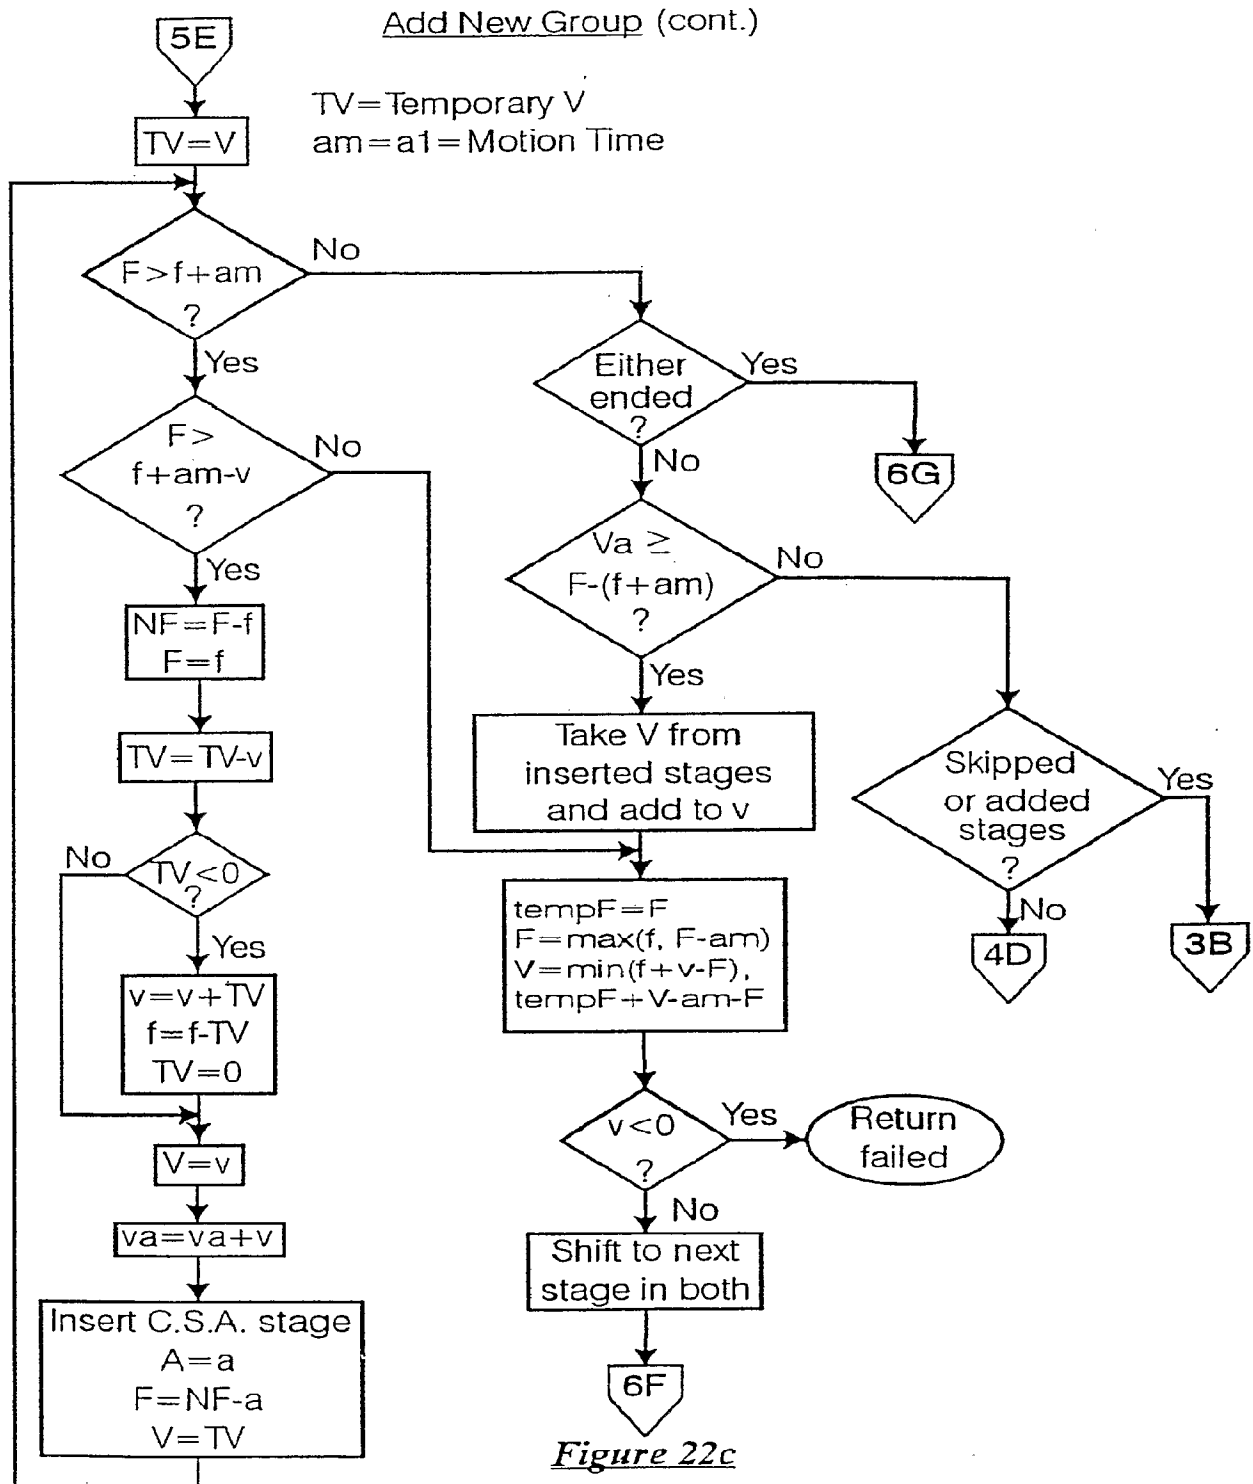 Add New Group (cont.)
5E
TV=Temporary V
am=a1=Motion Time
TV=V
F>f+am
?
No
Yes
Either
ended
?
Yes
No
6G
F>
f+am-v
?
No
Yes
Va ≥
F-(f+am)
?
No
Yes
NF=F-f
F=f
TV=TV-v
Take V from
inserted stages
and add to v
Skipped
or added
stages
?
Yes
No
4D
3B
TV<0
?
No
Yes
tempF=F
F=max(f, F-am)
V=min(f+v-F),
tempF+V-am-F
v=v+TV
f=f-TV
TV=0
v<0
?
Yes
Return
failed
No
V=v
va=va+v
Shift to next
stage in both
Insert C.S.A. stage
A=a
F=NF-a
V=TV
6F
Figure 22c